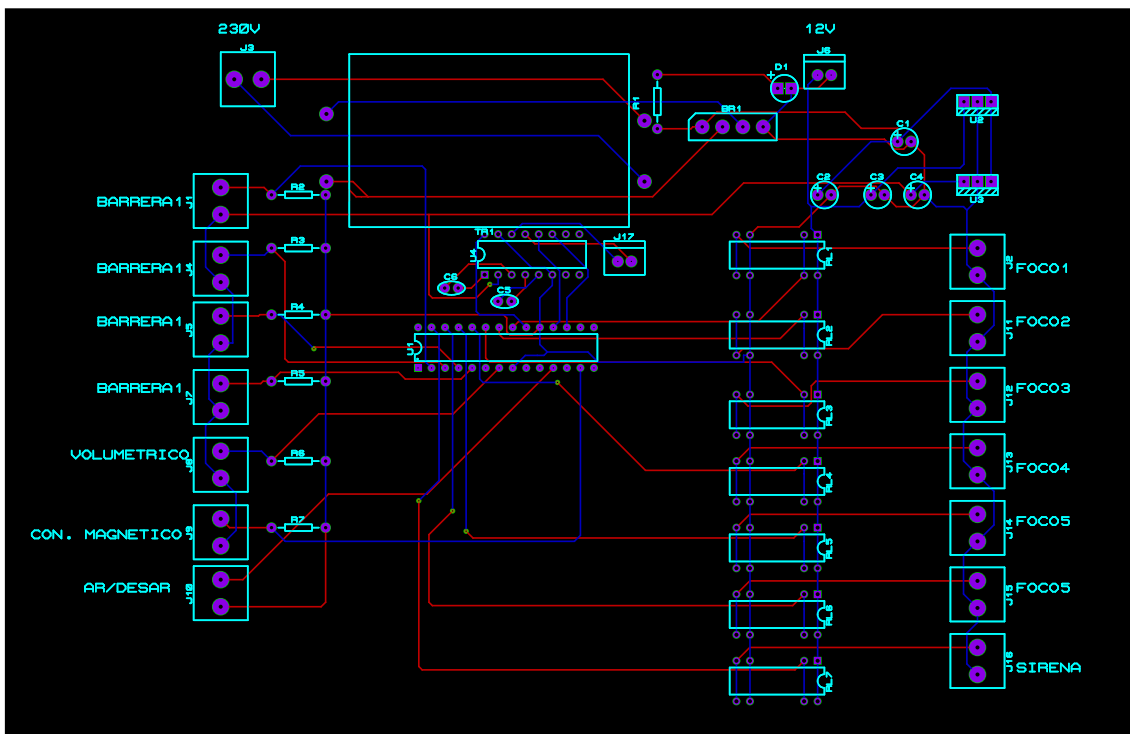 230V
12V
J3
J6
D1
R1
BR1
U2
C1
BARRERA1
J1
R2
C2
C3
C4
U3
TR1
J17
BARRERA1
J4
R3
U4
RL1
J2
FOCO1
C6
C5
BARRERA1
J5
R4
U1
RL2
J11
FOCO2
BARRERA1
J7
R5
RL3
J12
FOCO3
VOLUMETRICO
J8
R6
RL4
J13
FOCO4
CON. MAGNETICO
J9
R7
RL5
J14
FOCO5
AR/DESAR
J10
RL6
J15
FOCO5
RL7
J16
SIRENA